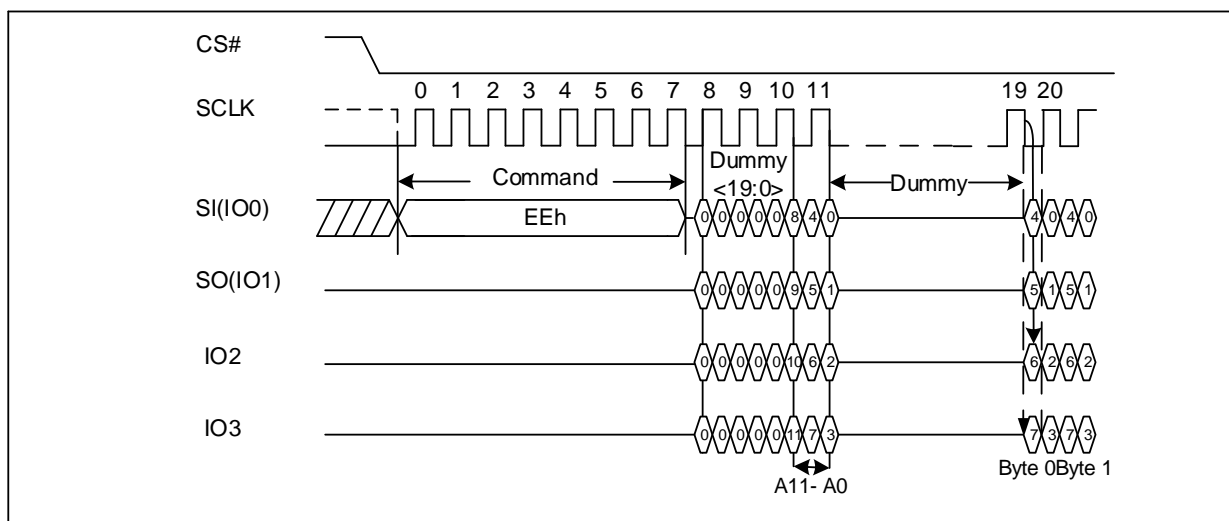 CS#
0 1 2 3 4 5 6 7 8 9 10 11 19 20
SCLK
Command Dummy
<19:0> Dummy
SI(IO0) EEh 0 0 0 0 0 8 4 0 4 0 4 0
SO(IO1) 0 0 0 0 0 9 5 1 5 1 5 1
IO2 0 0 0 0 0 10 6 2 6 2 6 2
IO3 0 0 0 0 0 11 7 3 7 3 7 3
Byte 0 Byte 1
A11- A0